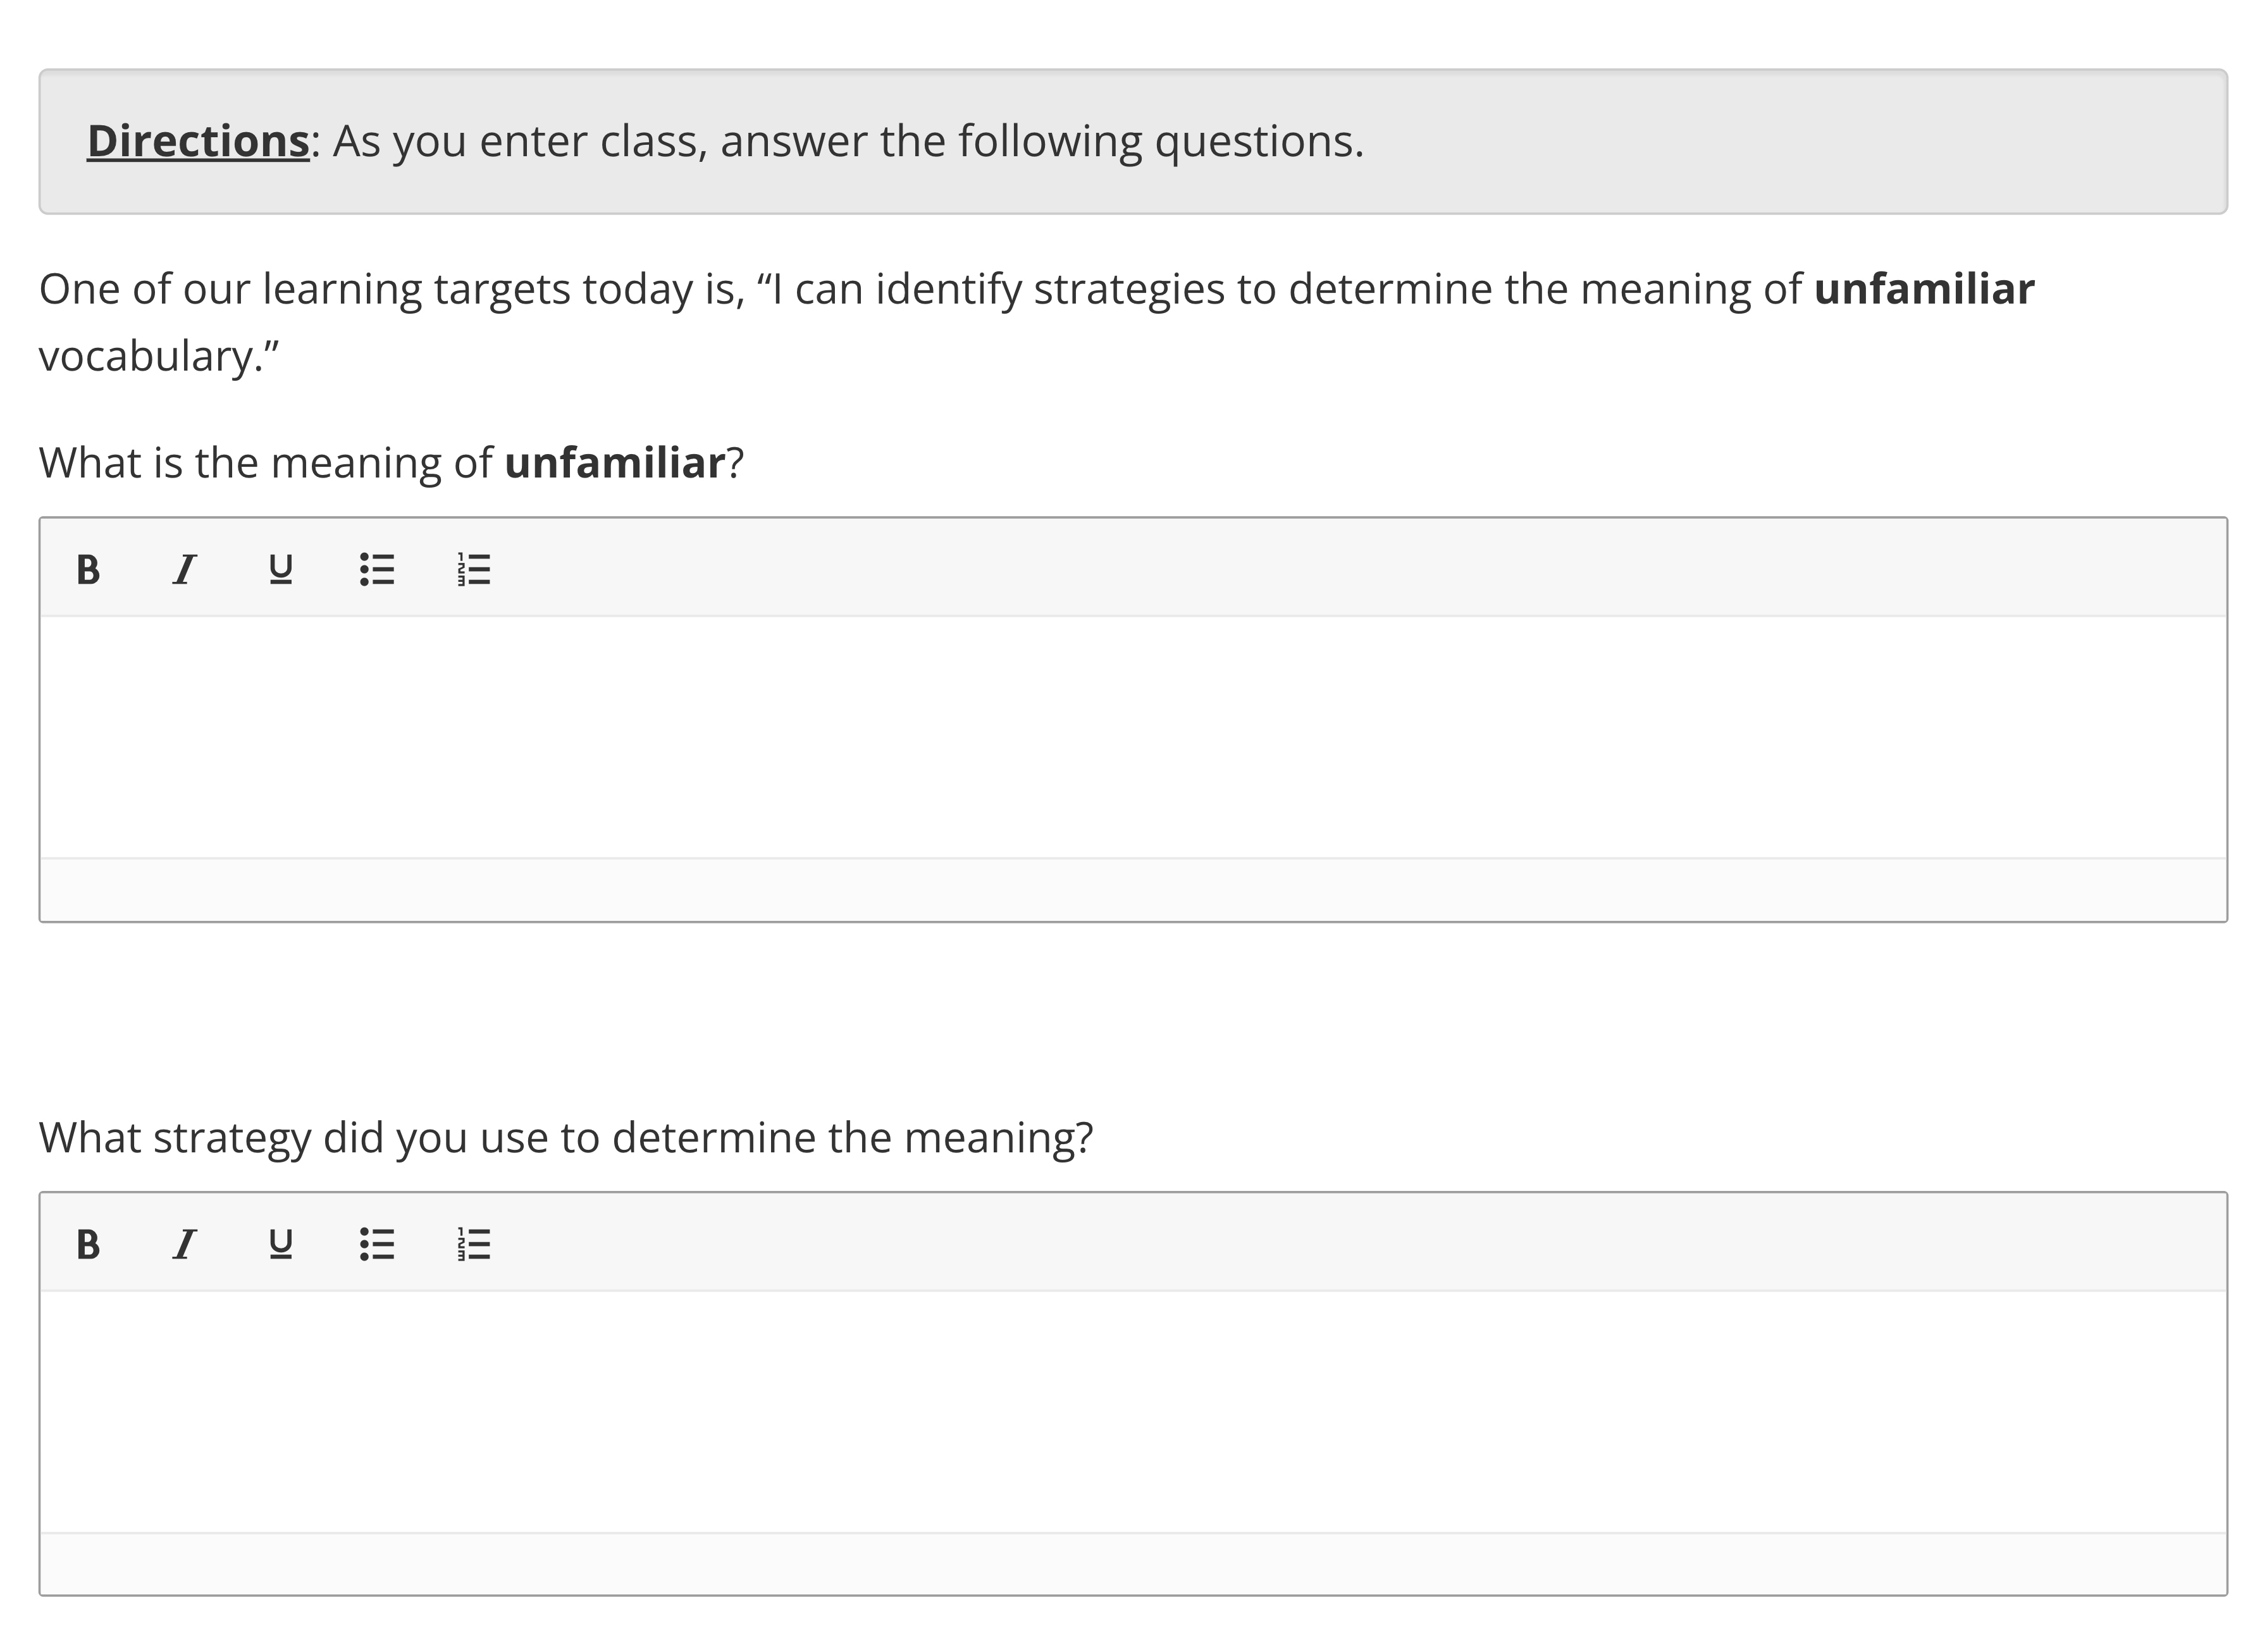 Directions: As you enter class, answer the following questions.
One of our learning targets today is, “I can identify strategies to determine the meaning of unfamiliar
vocabulary.”
What is the meaning of unfamiliar?
What strategy did you use to determine the meaning?